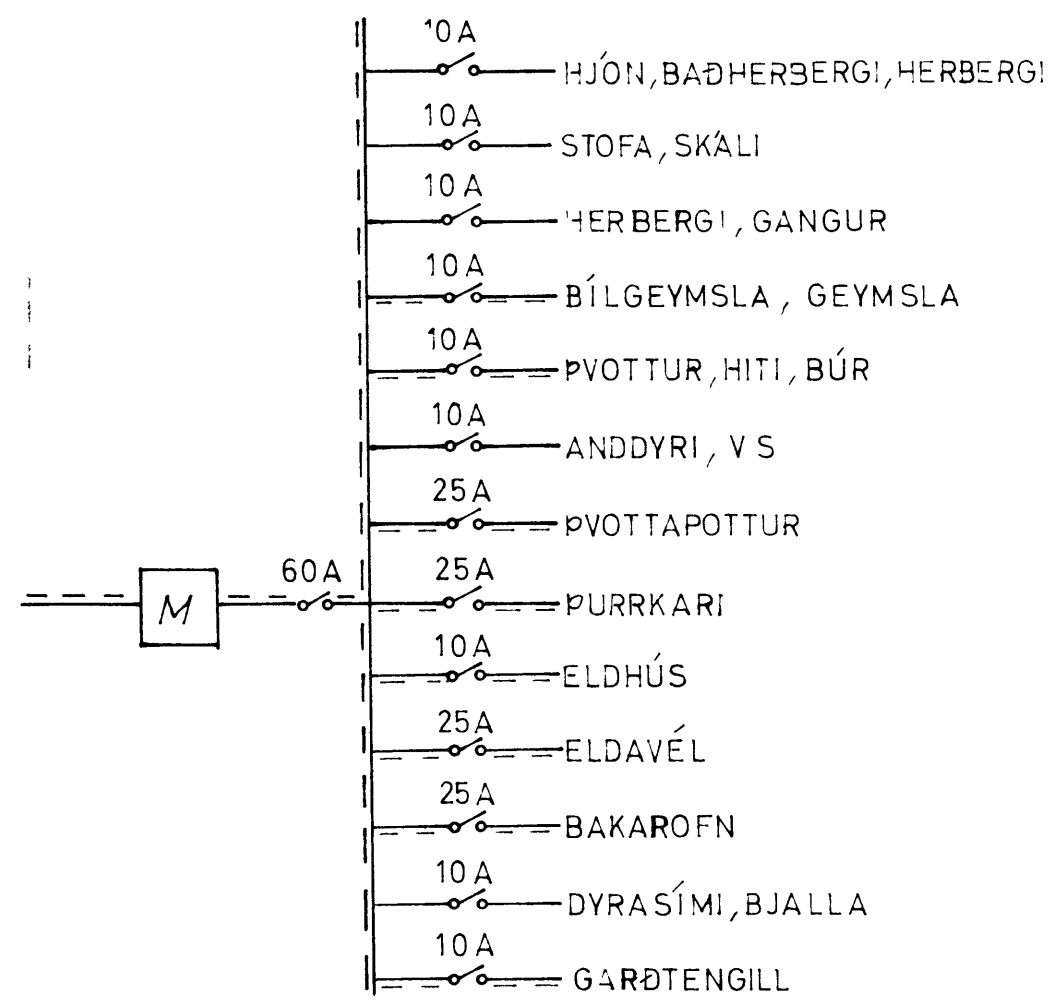 10A
HJÓN, BAÐHERBERGI, HERBERGI
10A
STOFA, SKÁLI
10A
HERBERGI, GANGUR
10A
BÍLGEYMSLA, GEYMSLA
10A
ÞVOTTUR, HITI, BÚR
10A
ANDDYRI, VS
25A
ÞVOTTAPOTTUR
M
60A
25A
ÞURRKARI
10A
ELDHÚS
25A
ELDAVÉL
25A
BAKAROFN
10A
DYRASÍMI, BJALLA
10A
GARÐTENGILL